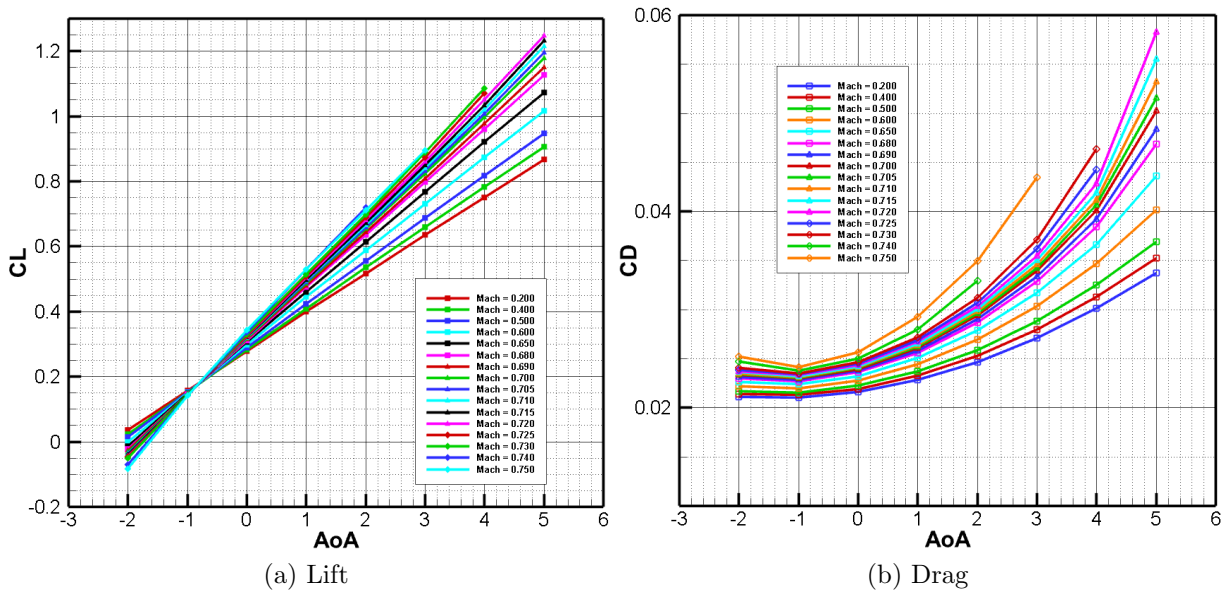 CL
1.2
1
0.8
0.6
0.4
0.2
0
-0.2
-3
-2
-1
0
1
2
3
4
5
6
AoA
Mach = 0.200
Mach = 0.400
Mach = 0.500
Mach = 0.600
Mach = 0.650
Mach = 0.680
Mach = 0.690
Mach = 0.700
Mach = 0.705
Mach = 0.710
Mach = 0.715
Mach = 0.720
Mach = 0.725
Mach = 0.730
Mach = 0.740
Mach = 0.750
(a) Lift
CD
0.06
0.04
0.02
-3
-2
-1
0
1
2
3
4
5
6
AoA
Mach = 0.200
Mach = 0.400
Mach = 0.500
Mach = 0.600
Mach = 0.650
Mach = 0.680
Mach = 0.690
Mach = 0.700
Mach = 0.705
Mach = 0.710
Mach = 0.715
Mach = 0.720
Mach = 0.725
Mach = 0.730
Mach = 0.740
Mach = 0.750
(b) Drag